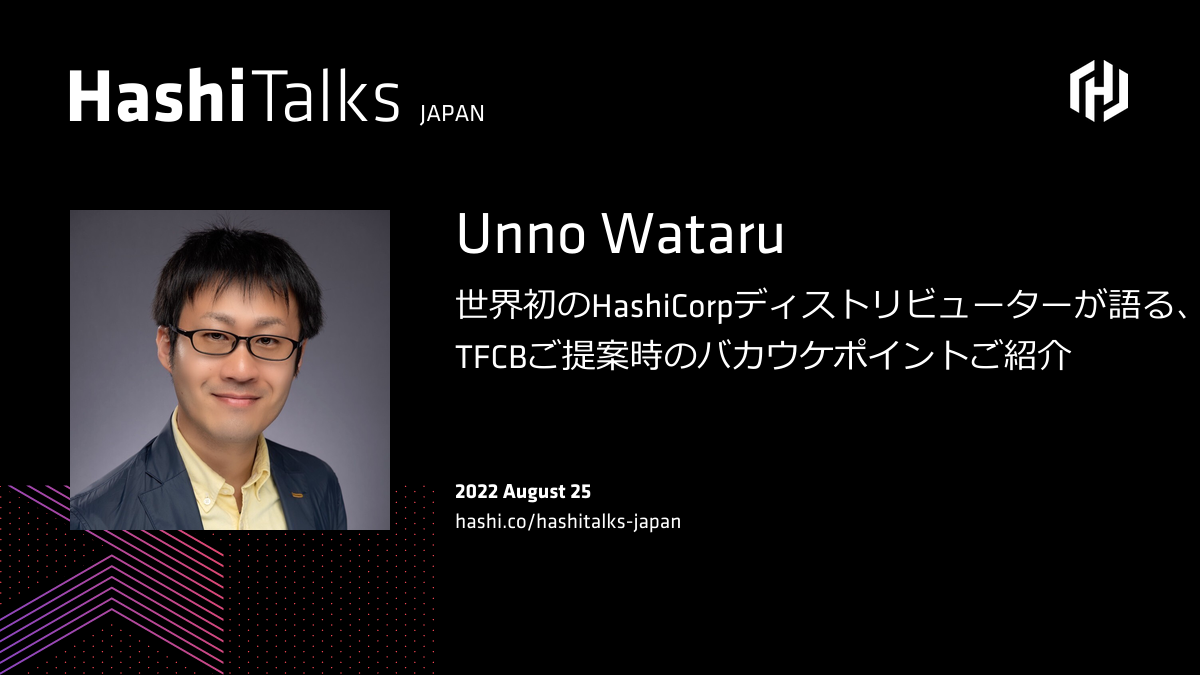 HashiTalks JAPAN
Unno Wataru
世界初のHashiCorpディストリビューターが語る、
TFCBご提案時のバカウケポイントご紹介
2022 August 25
hashi.co/hashitalks-japan